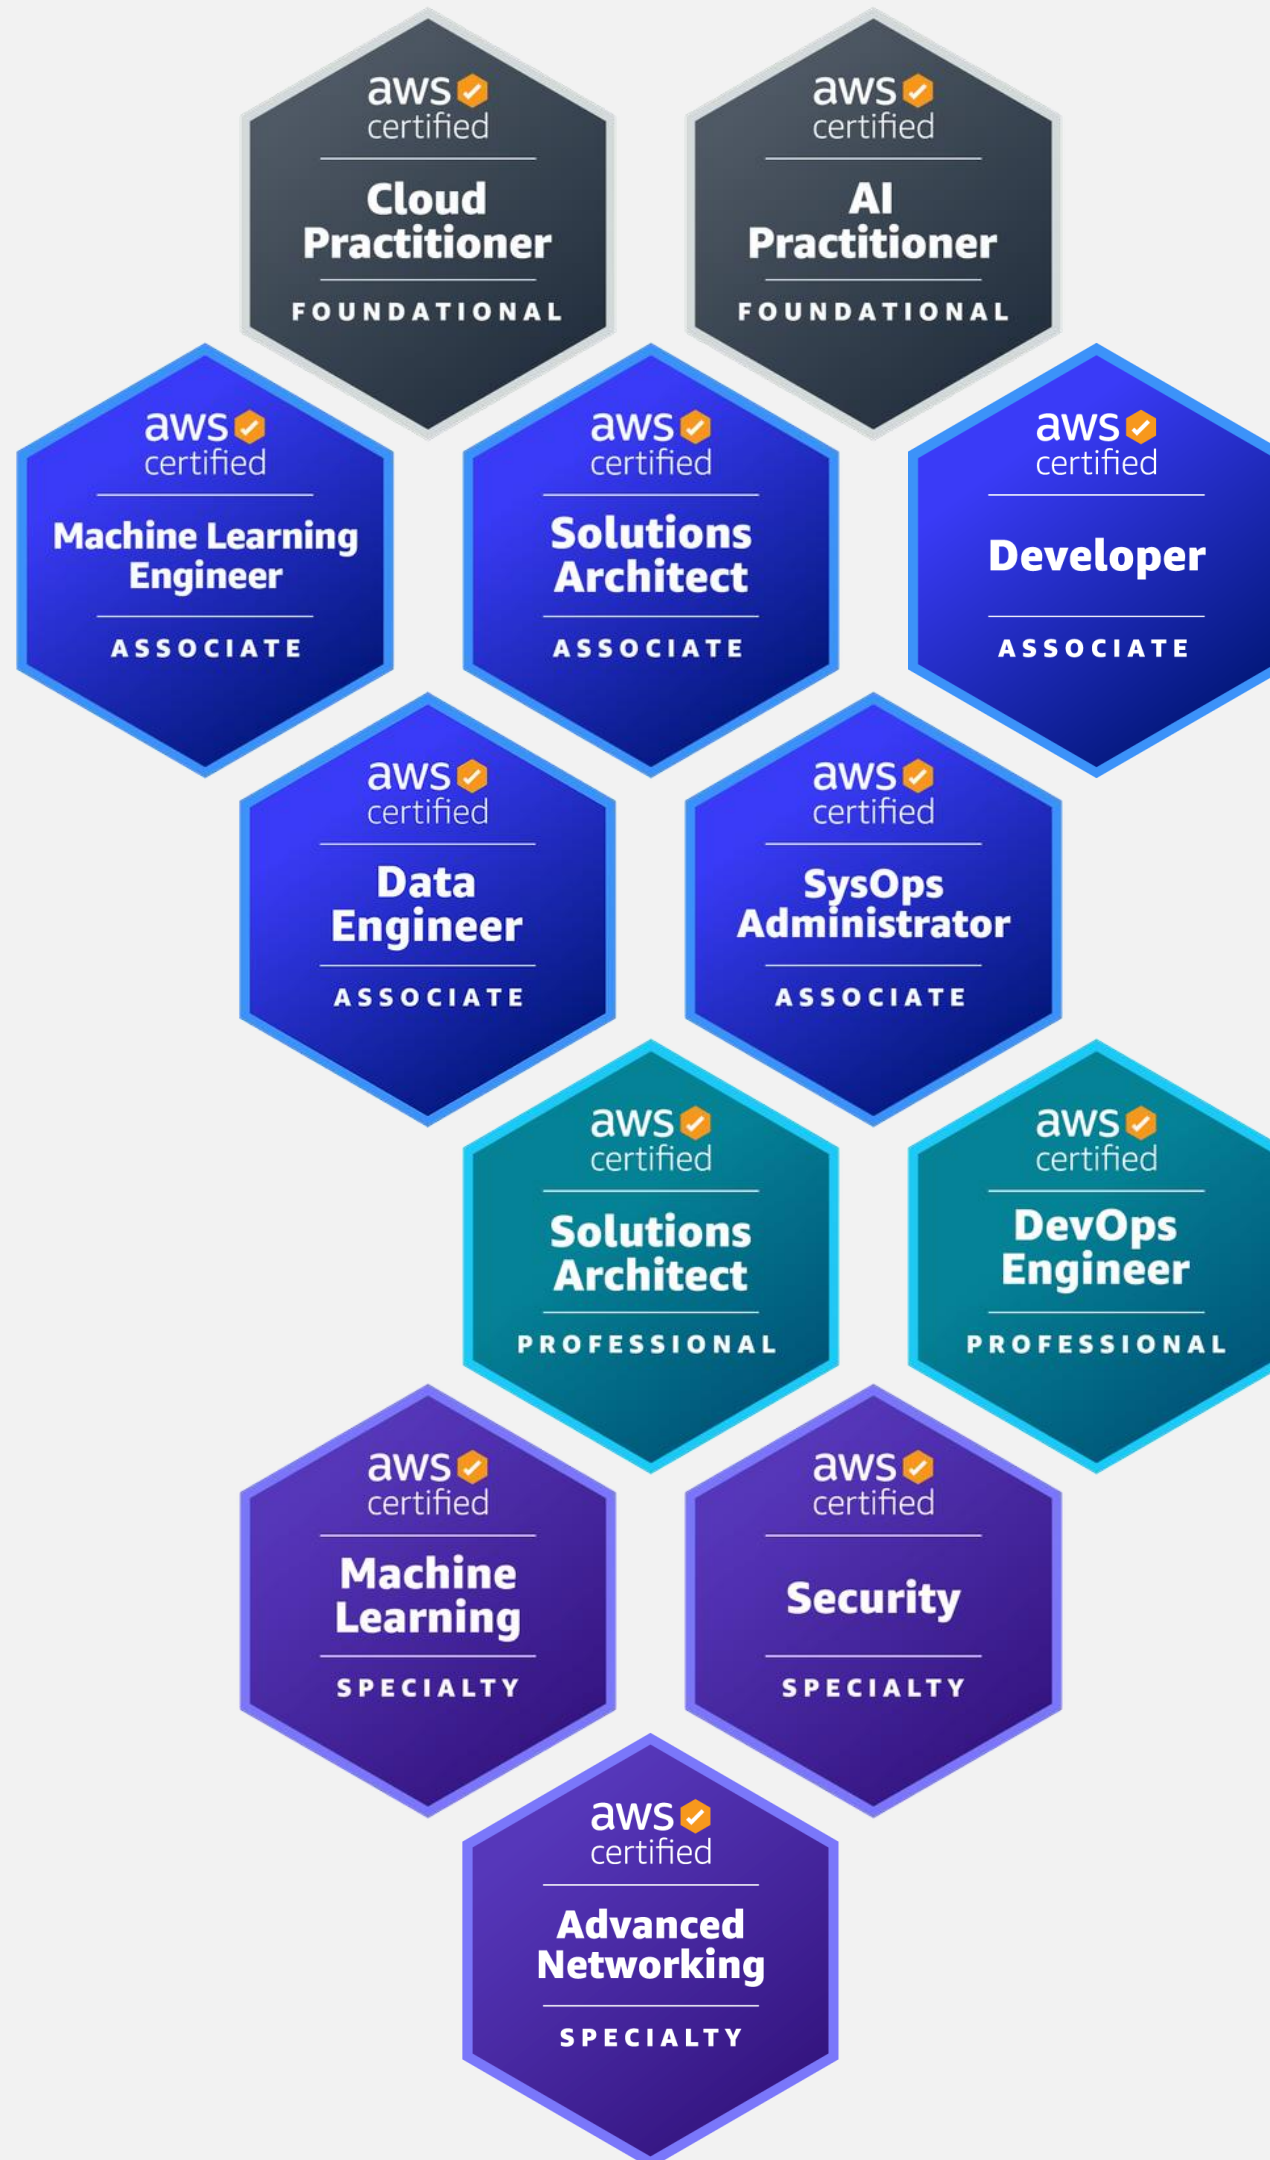 aws
certified
Cloud
Practitioner
FOUNDATIONAL
aws
certified
AI
Practitioner
FOUNDATIONAL
aws
certified
Machine Learning
Engineer
ASSOCIATE
aws
certified
Solutions
Architect
ASSOCIATE
aws
certified
Developer
ASSOCIATE
aws
certified
Data
Engineer
ASSOCIATE
aws
certified
SysOps
Administrator
ASSOCIATE
aws
certified
Solutions
Architect
PROFESSIONAL
aws
certified
DevOps
Engineer
PROFESSIONAL
aws
certified
Machine
Learning
SPECIALTY
aws
certified
Security
SPECIALTY
aws
certified
Advanced
Networking
SPECIALTY